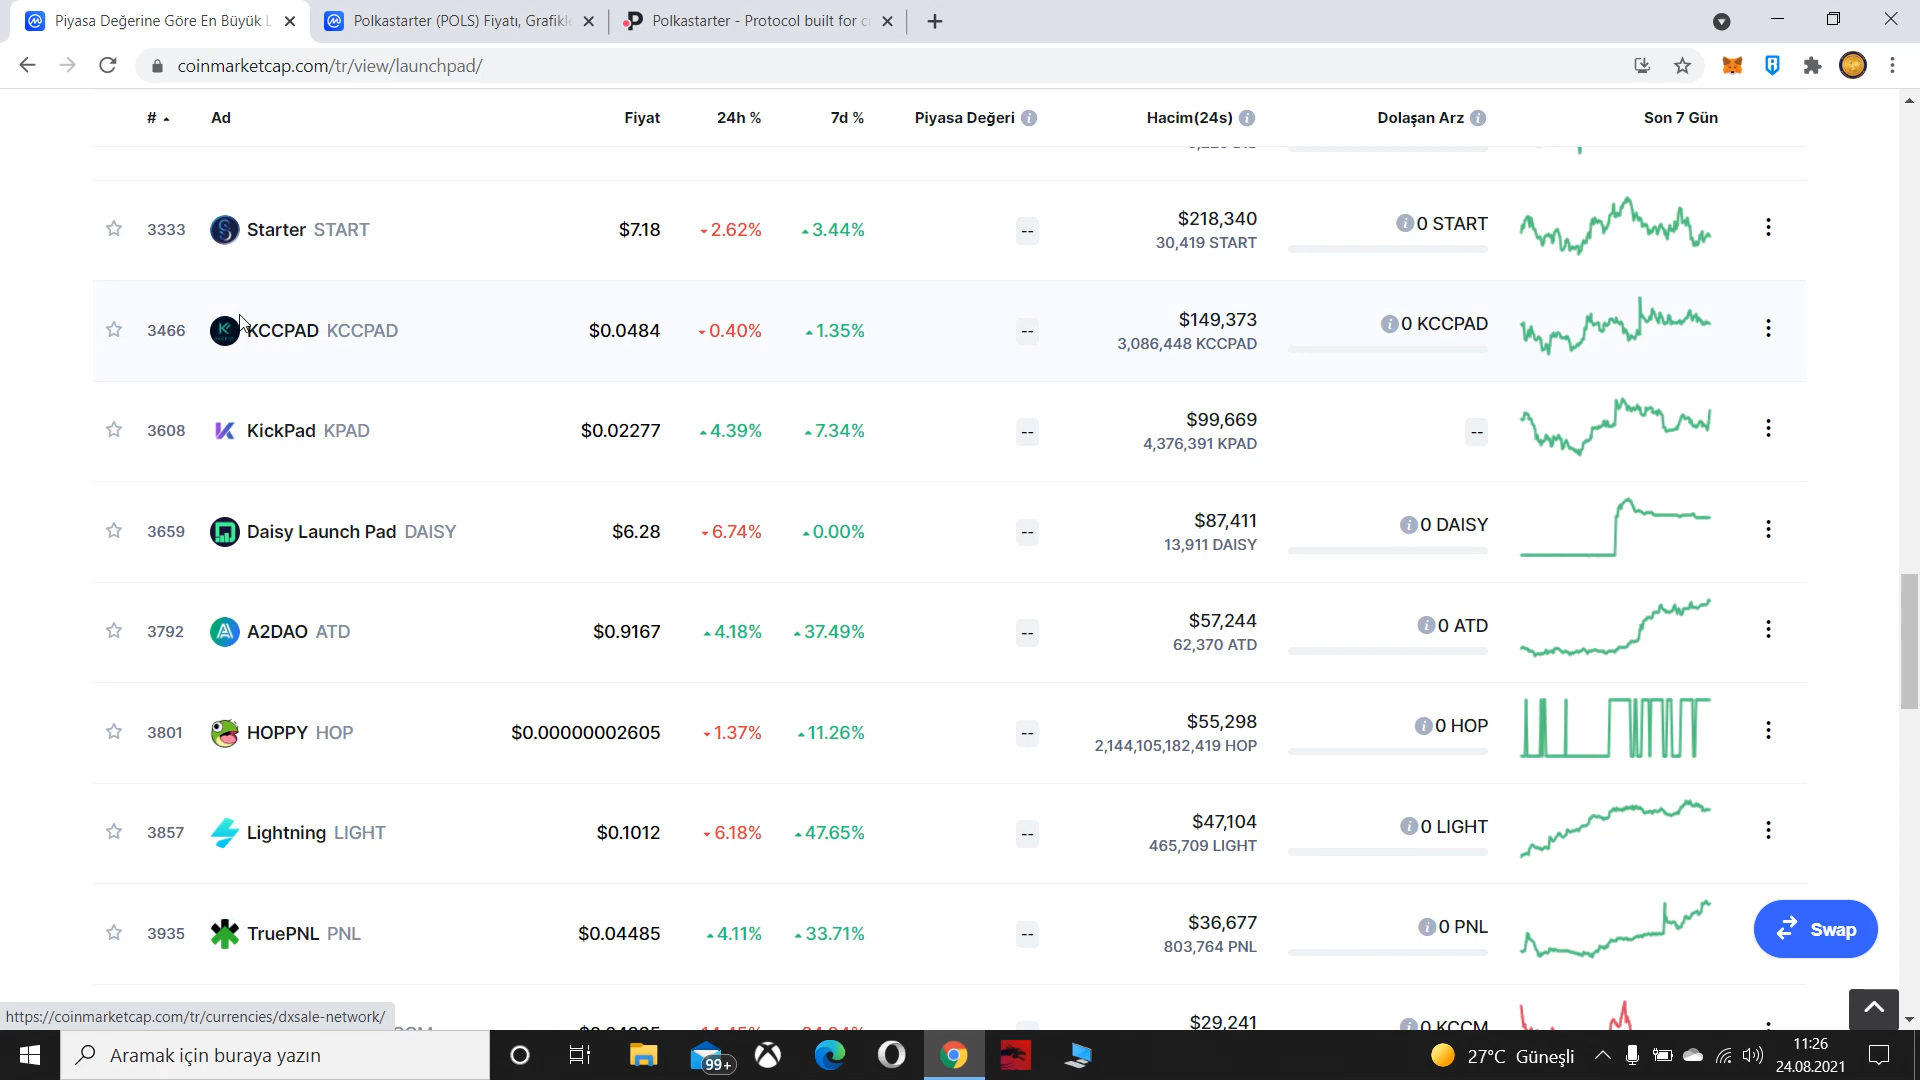 Piyasa Değerine Göre En Büyük L
Polkastarter (POLS) Fiyatı, Grafikle
Polkastarter - Protocol built for c
coinmarketcap.com/tr/view/launchpad/
# Ad Fiyat 24h % 7d % Piyasa Değeri Hacim(24s) Dolaşan Arz Son 7 Gün
3333 Starter START $7.18 2.62% 3.44% -- $218,340 0 START
30,419 START
3466 KCCPAD KCCPAD $0.0484 0.40% 1.35% -- $149,373 0 KCCPAD
3,086,448 KCCPAD
3608 KickPad KPAD $0.02277 4.39% 7.34% -- $99,669 --
4,376,391 KPAD
3659 Daisy Launch Pad DAISY $6.28 6.74% 0.00% -- $87,411 0 DAISY
13,911 DAISY
3792 A2DAO ATD $0.9167 4.18% 37.49% -- $57,244 0 ATD
62,370 ATD
3801 HOPPY HOP $0.00000002605 1.37% 11.26% -- $55,298 0 HOP
2,144,105,182,419 HOP
3857 Lightning LIGHT $0.1012 6.18% 47.65% -- $47,104 0 LIGHT
465,709 LIGHT
3935 TruePNL PNL $0.04485 4.11% 33.71% -- $36,677 0 PNL
803,764 PNL
Swap
$29,241 0 KCCM
https://coinmarketcap.com/tr/currencies/dxsale-network/
Aramak için buraya yazın
99+
27°C Güneşli
11:26
24.08.2021